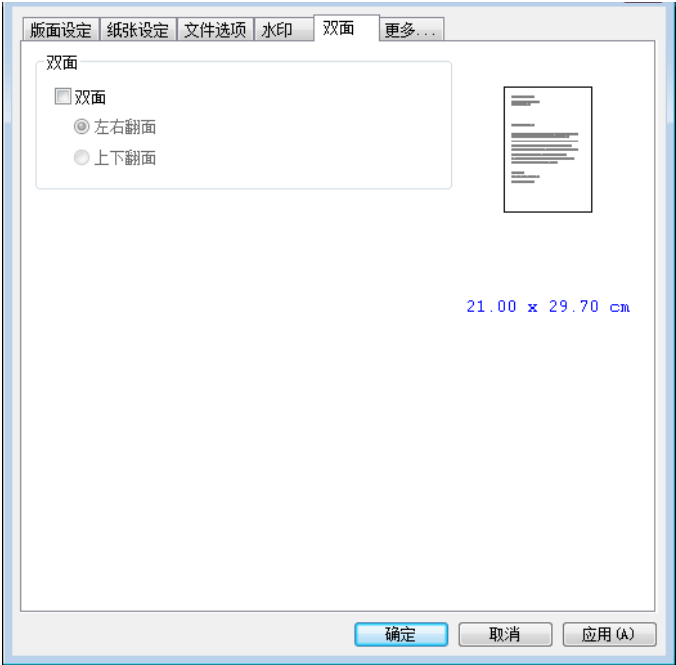 版面设定 纸张设定 文件选项 水印 双面 更多...
双面
双面
左右翻面
上下翻面
21.00 x 29.70 cm
确定 取消 应用(A)